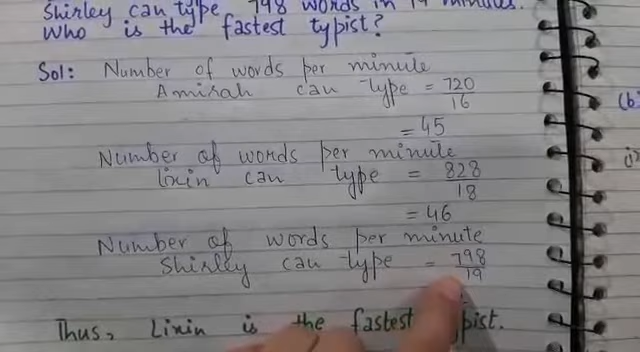 Shirley can type 798 words in 19 minutes.
Who is the fastest typist?
Sol: Number of words per minute
Amirah can type = 720/16
= 45
Number of words per minute
Lixin can type = 828/18
= 46
Number of words per minute
Shirley can type = 798/19
Thus, Lixin is the fastest typist.
(b
(i)